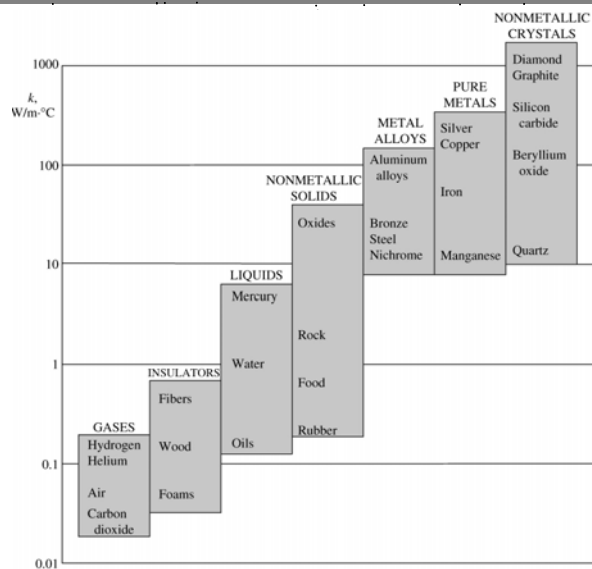 NONMETALLIC
CRYSTALS
1000
Diamond
Graphite
k,
W/m·°C
PURE
METALS
Silicon
carbide
METAL
ALLOYS
Silver
Copper
Beryllium
oxide
100
Aluminum
alloys
NONMETALLIC
SOLIDS
Iron
Oxides
Bronze
Steel
Nichrome
Manganese
Quartz
10
LIQUIDS
Mercury
Rock
1
Water
INSULATORS
Food
Fibers
GASES
Rubber
Hydrogen
Helium
Wood
Oils
0.1
Air
Foams
Carbon
dioxide
0.01